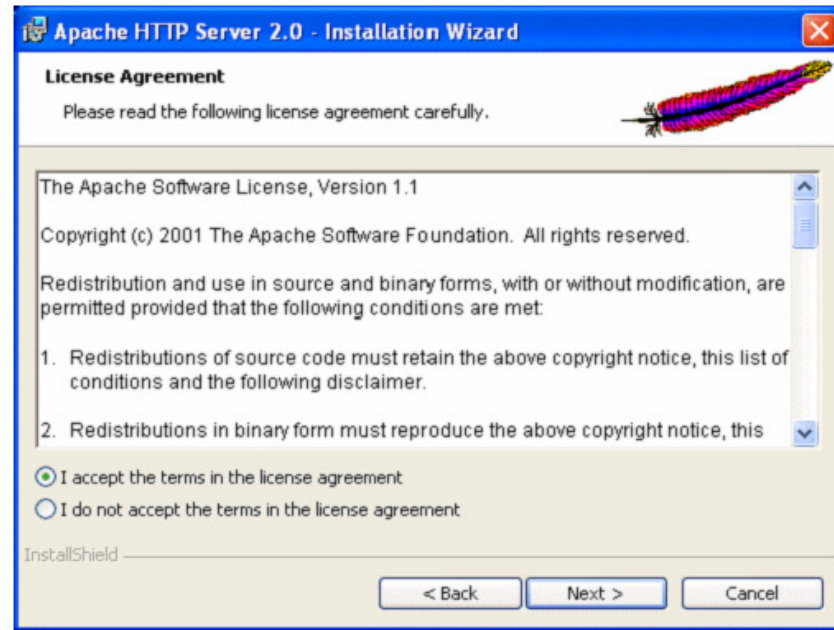 Apache HTTP Server 2.0 - Installation Wizard
License Agreement
Please read the following license agreement carefully.
The Apache Software License, Version 1.1
Copyright (c) 2001 The Apache Software Foundation.  All rights reserved.
Redistribution and use in source and binary forms, with or without modification, are
permitted provided that the following conditions are met:
1.  Redistributions of source code must retain the above copyright notice, this list of
conditions and the following disclaimer.
2.  Redistributions in binary form must reproduce the above copyright notice, this
I accept the terms in the license agreement
I do not accept the terms in the license agreement
InstallShield
< Back  Next >  Cancel